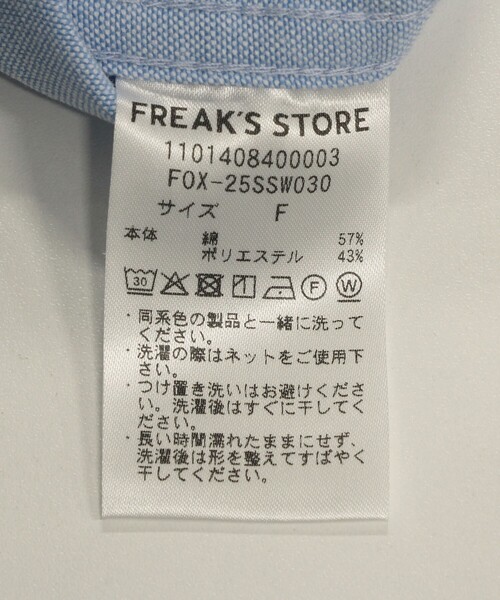 FREAK'S STORE
1101408400003
FOX-25SSW030
サイズ F
本体 綿 57%
ポリエステル 43%
30 F W
・同系色の製品と一緒に洗って
ください。
・洗濯の際はネットをご使用下
さい。
・つけ置き洗いはお避けくださ
い。洗濯後はすぐに干してく
ださい。
・長い時間濡れたままにせず、
洗濯後は形を整えてすばやく
干してください。